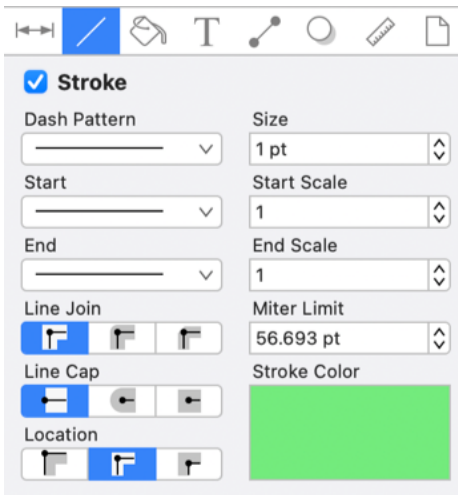 T
Stroke
Dash Pattern
Size
1 pt
Start
Start Scale
1
End
End Scale
1
Line Join
Miter Limit
56.693 pt
Line Cap
Stroke Color
Location